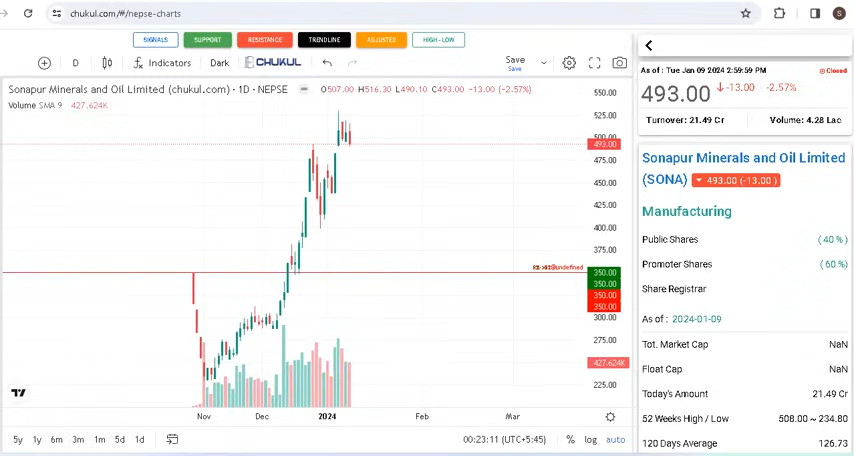 chukul.com/#/nepse-charts
S
SIGNALS SUPPORT RESISTANCE TRENDLINE ADJUSTED HIGH-LOW
D Indicators Dark CHUKUL Save
Save
Sonapur Minerals and Oil Limited (chukul.com) · 1D · NEPSE O507.00 H516.30 L490.10 C493.00 -13.00 (-2.57%)
Volume SMA 9 427.624K
550.00
525.00
500.00
493.00
475.00
450.00
425.00
400.00
375.00
undefined
350.00
350.00
350.00
350.00
300.00
275.00
250.00
427.624K
225.00
Nov Dec 2024 Feb Mar
5y 1y 6m 3m 1m 5d 1d 00:23:11 (UTC+5:45) % log auto
As of : Tue Jan 09 2024 2:59:59 PM Closed
493.00 -13.00 -2.57%
Turnover: 21.49 Cr Volume: 4.28 Lac
Sonapur Minerals and Oil Limited
(SONA) 493.00 (-13.00 )
Manufacturing
Public Shares ( 40 %)
Promoter Shares ( 60 %)
Share Registrar
As of : 2024-01-09
Tot. Market Cap NaN
Float Cap NaN
Today's Amount 21.49 Cr
52 Weeks High / Low 508.00 ~ 234.80
120 Days Average 126.73